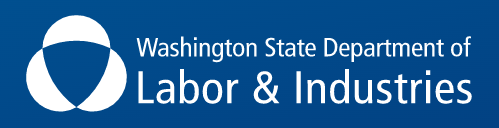 Washington State Department of
Labor & Industries